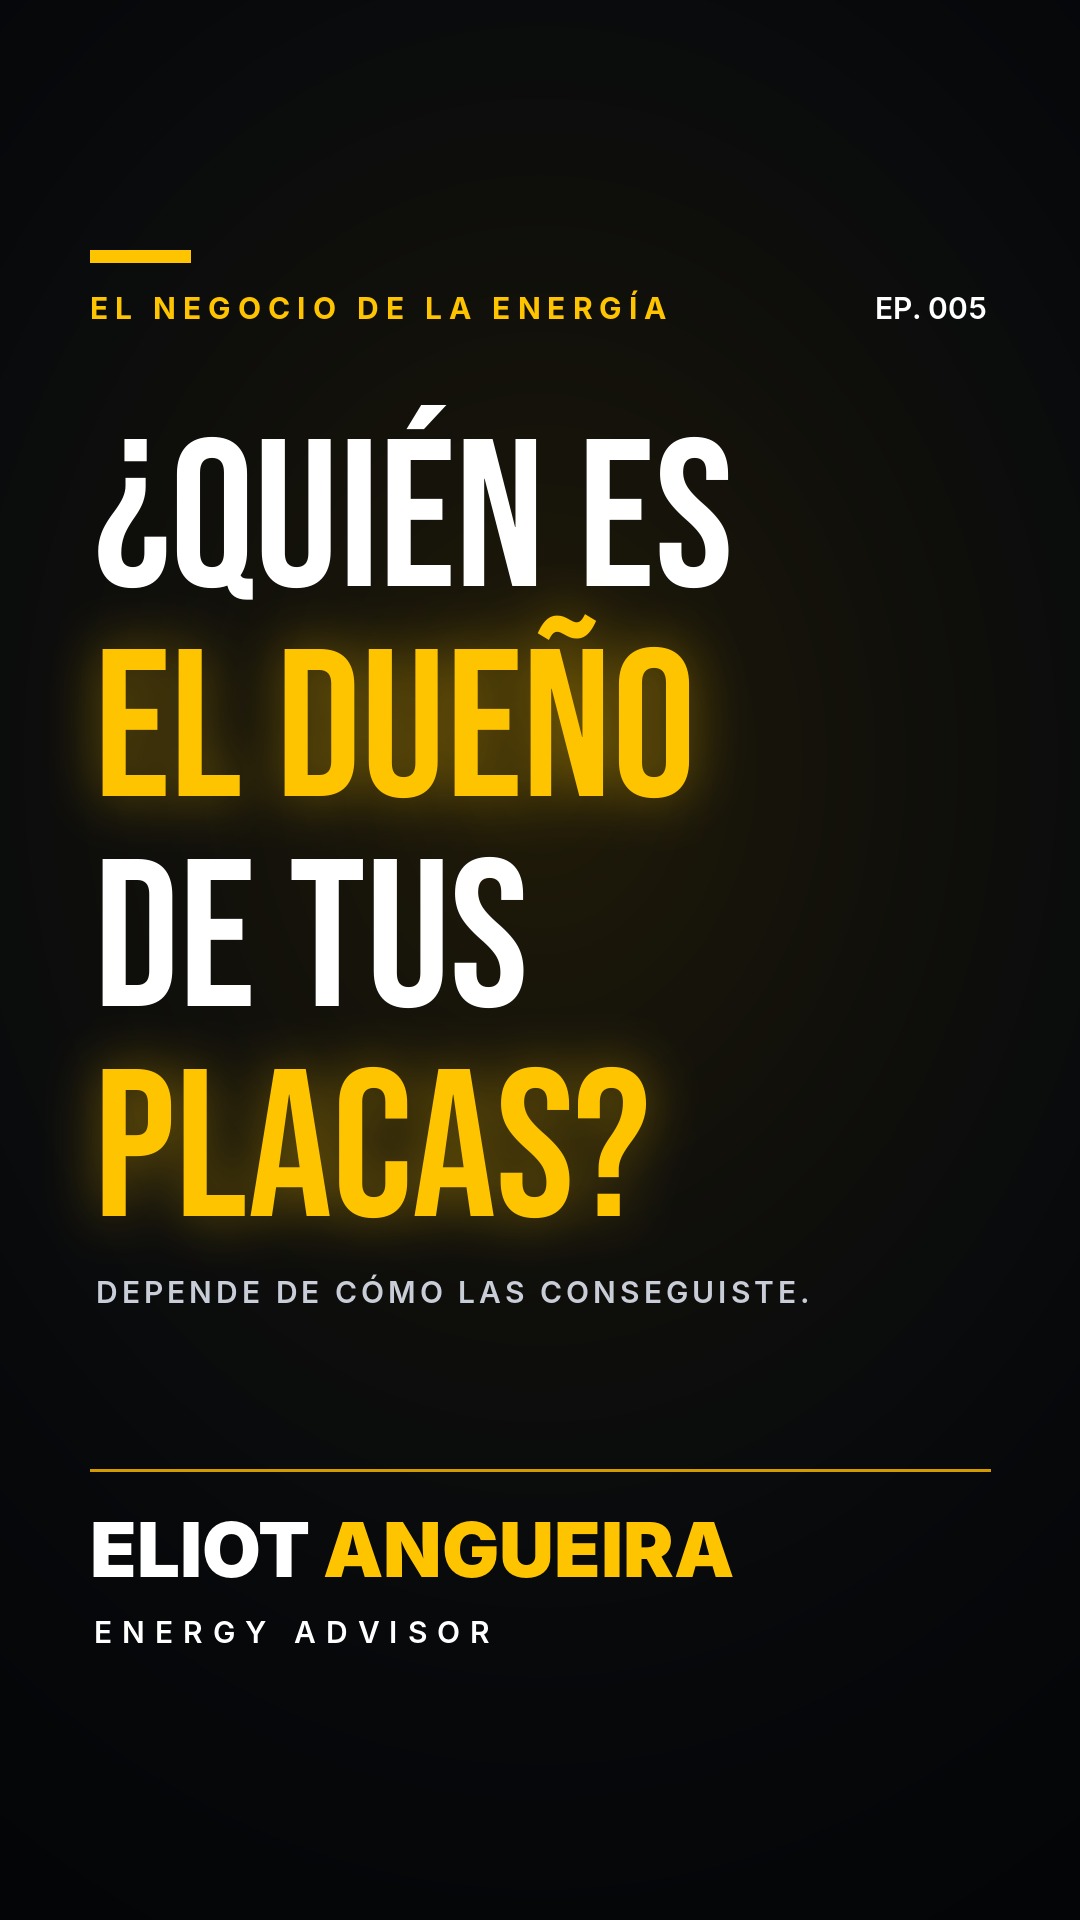 EL NEGOCIO DE LA ENERGÍA
EP. 005
¿QUIÉN ES
EL DUEÑO
DE TUS
PLACAS?
DEPENDE DE CÓMO LAS CONSEGUISTE.
ELIOT ANGUEIRA
ENERGY ADVISOR